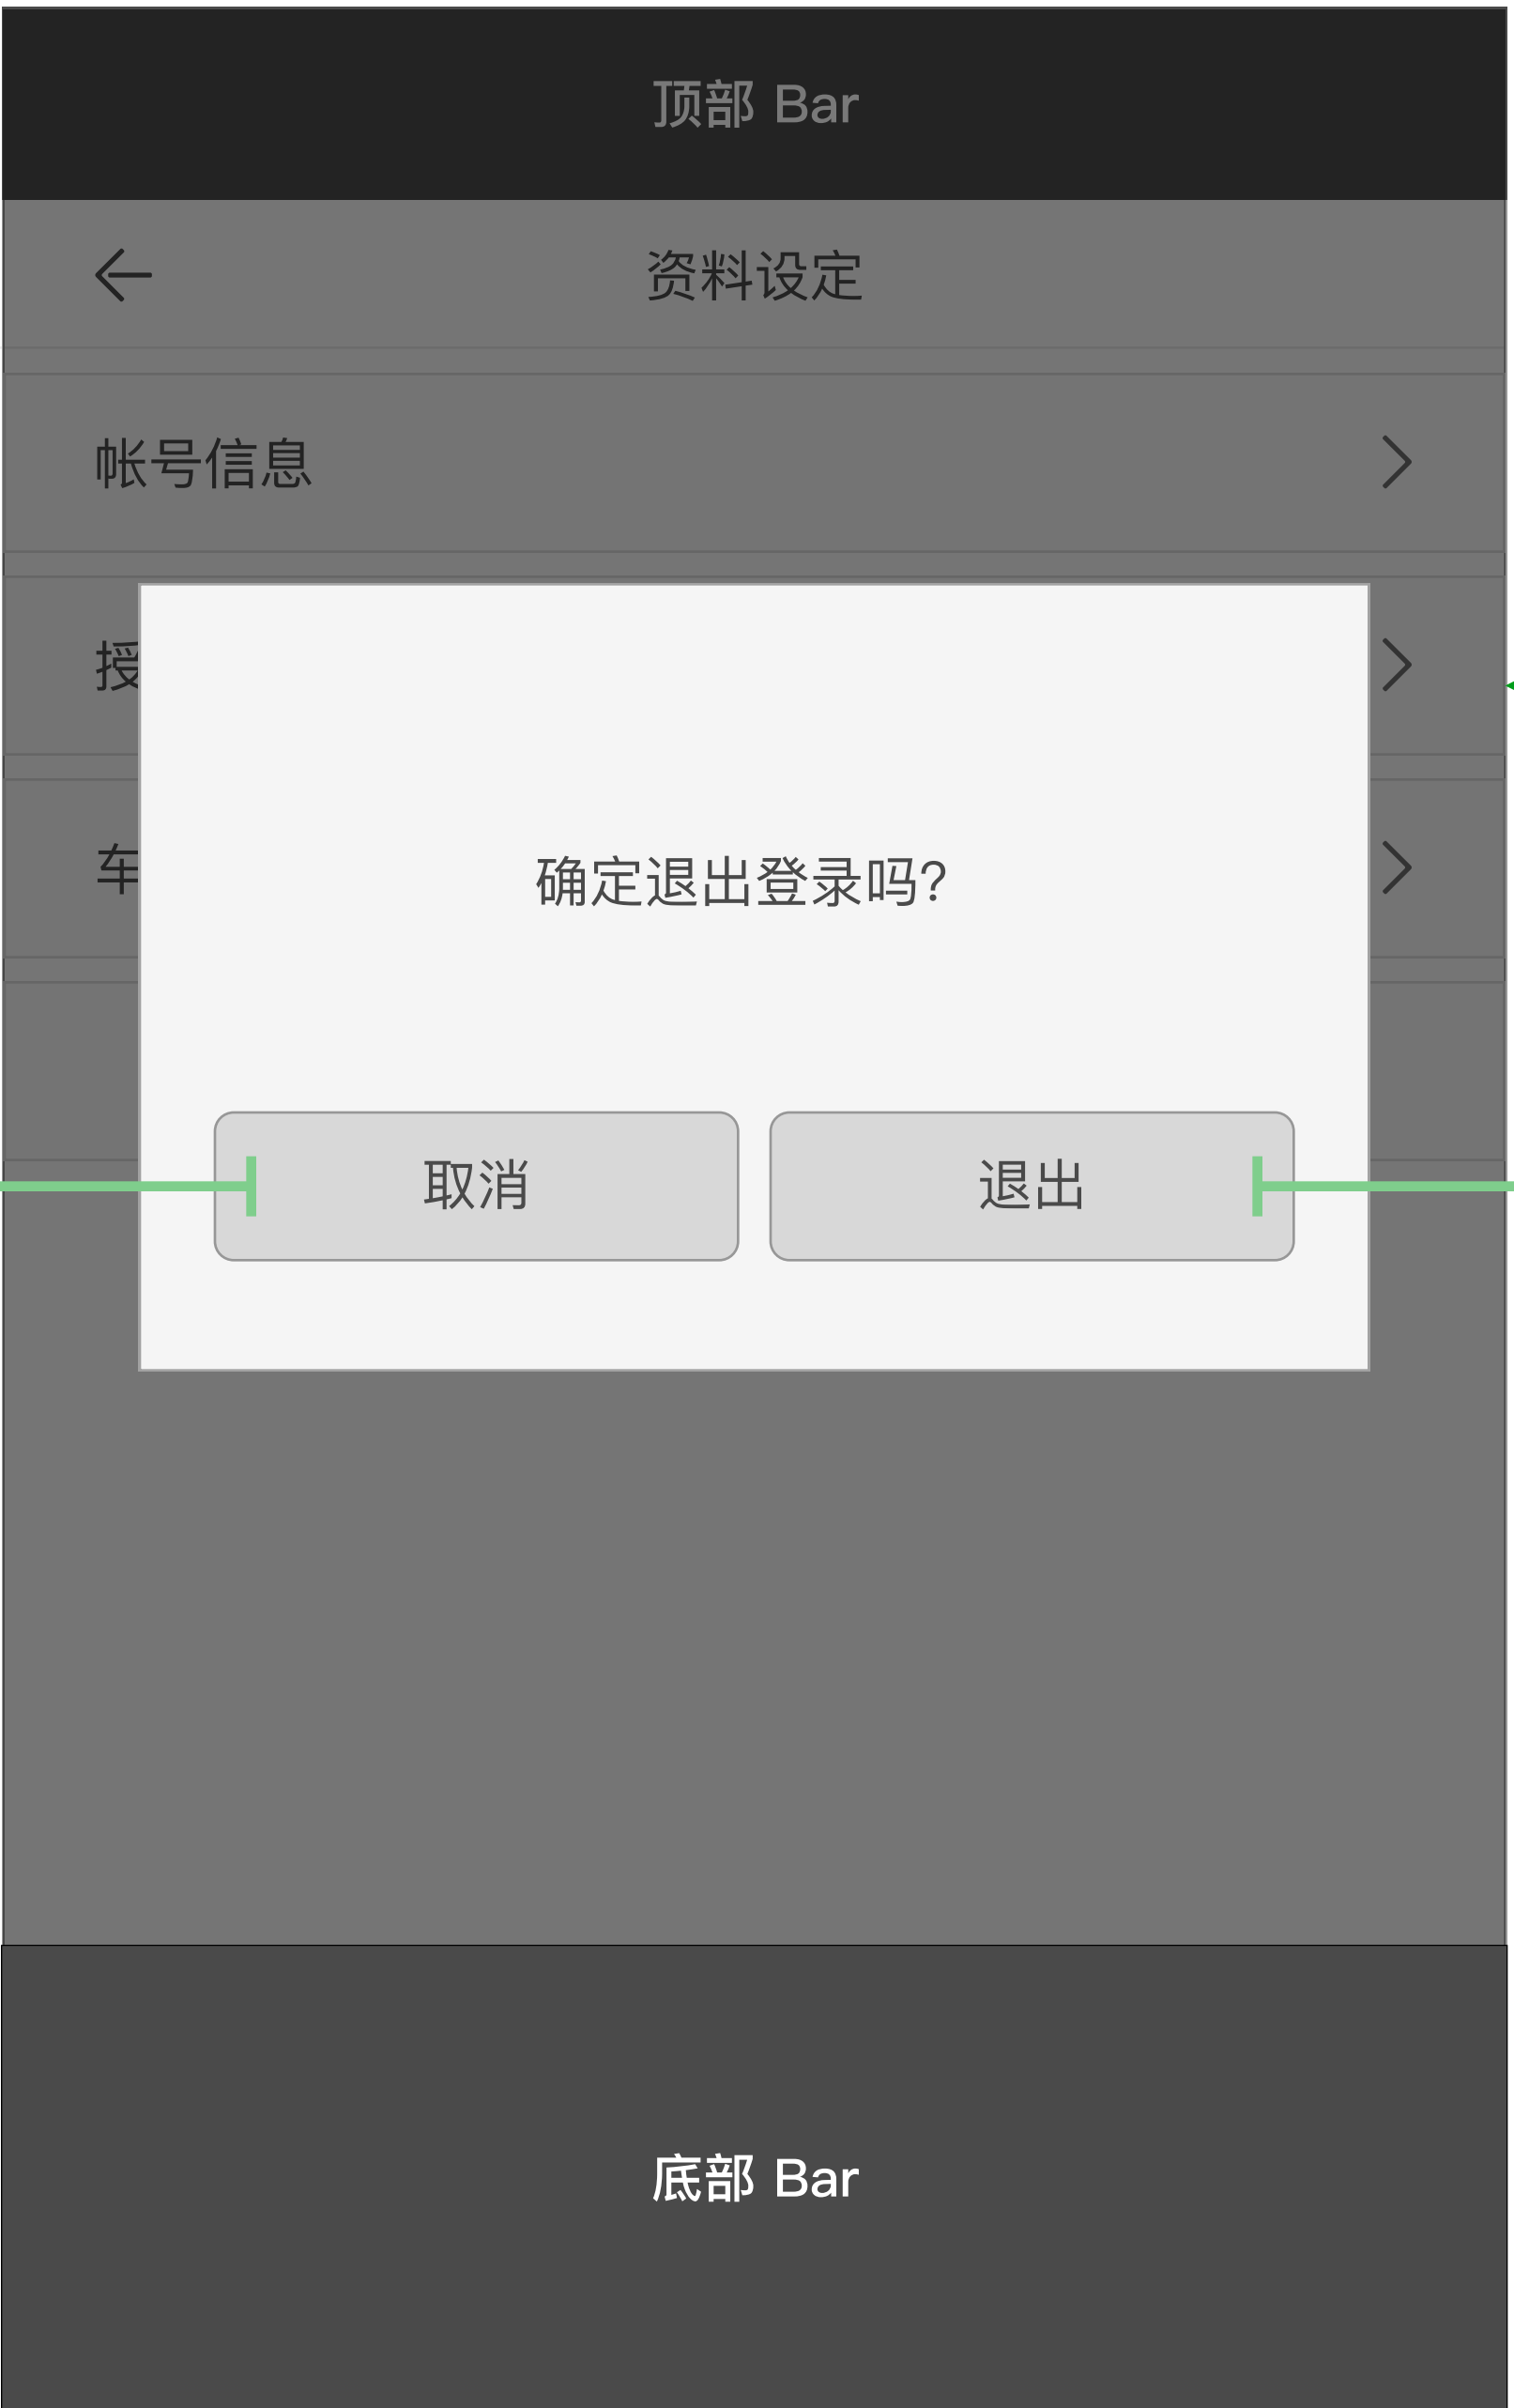 顶部 Bar
资料设定
帐号信息
授
车
确定退出登录吗?
取消
退出
底部 Bar